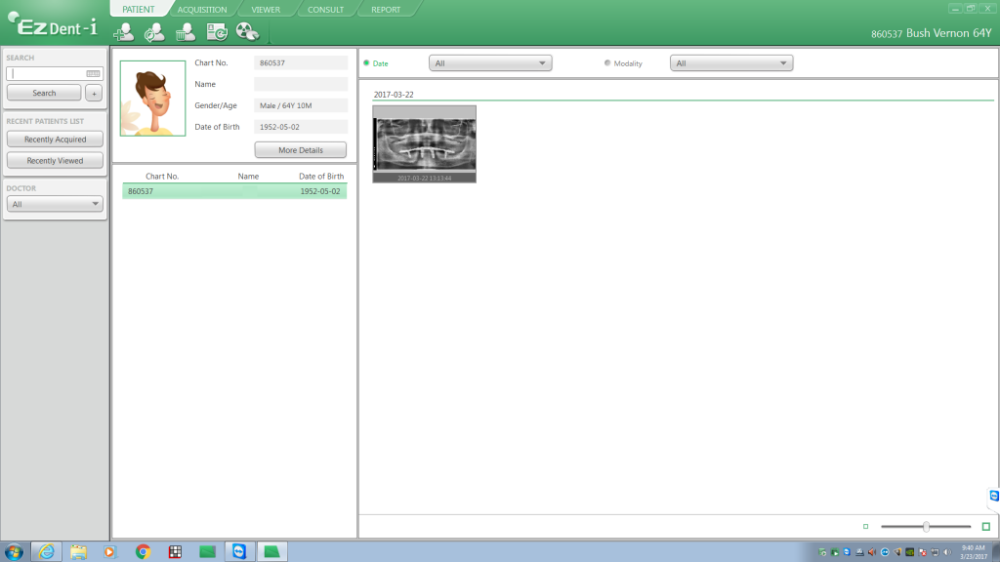 PATIENT ACQUISITION VIEWER CONSULT REPORT
Ez Dent-i
860537 Bush Vernon 64Y
SEARCH
Search +
RECENT PATIENTS LIST
Recently Acquired
Recently Viewed
DOCTOR
All
Chart No. 860537
Name
Gender/Age Male / 64Y 10M
Date of Birth 1952-05-02
More Details
Chart No. Name Date of Birth
860537 1952-05-02
Date All Modality All
2017-03-22
2017-03-22 13:13:44
9:40 AM
3/23/2017